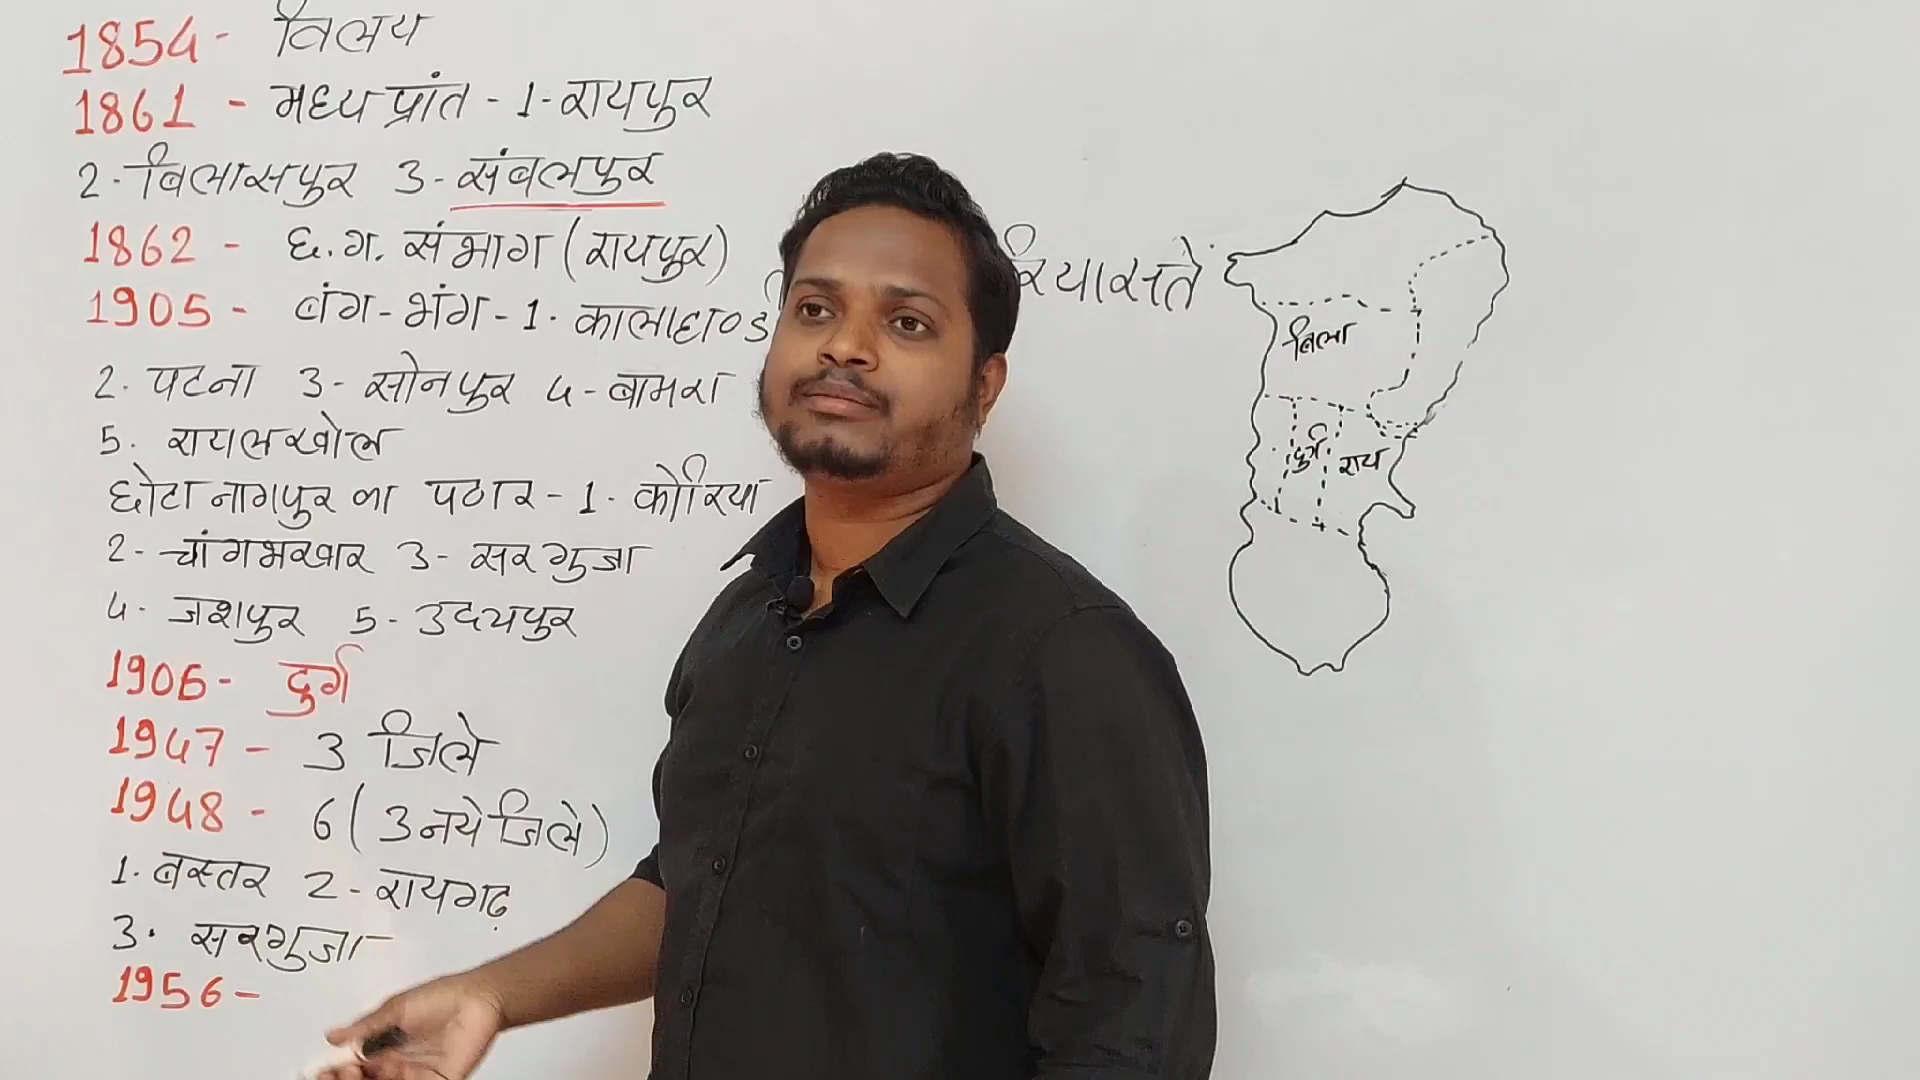 1854 - विलय
1861 - मध्य प्रांत - 1 - रायपुर
2. बिलासपुर 3 - संबलपुर
1862 - छ.ग. संभाग (रायपुर)
1905 - बंग - भंग - 1. कालाहाण्डी
2. पटना 3 - सोनपुर 4 - बामरा
5. रायलखोल
छोटा नागपुर का पठार - 1. कोरिया
2 - चांगभखार 3 - सरगुजा
4. जशपुर 5 - उदयपुर
1906 - दुर्ग
1947 - 3 जिले
1948 - 6 (3 नये जिले)
1. बस्तर 2 - रायगढ़
3. सरगुजा
1956 -
रियासतें
बिला
दुर्ग राय